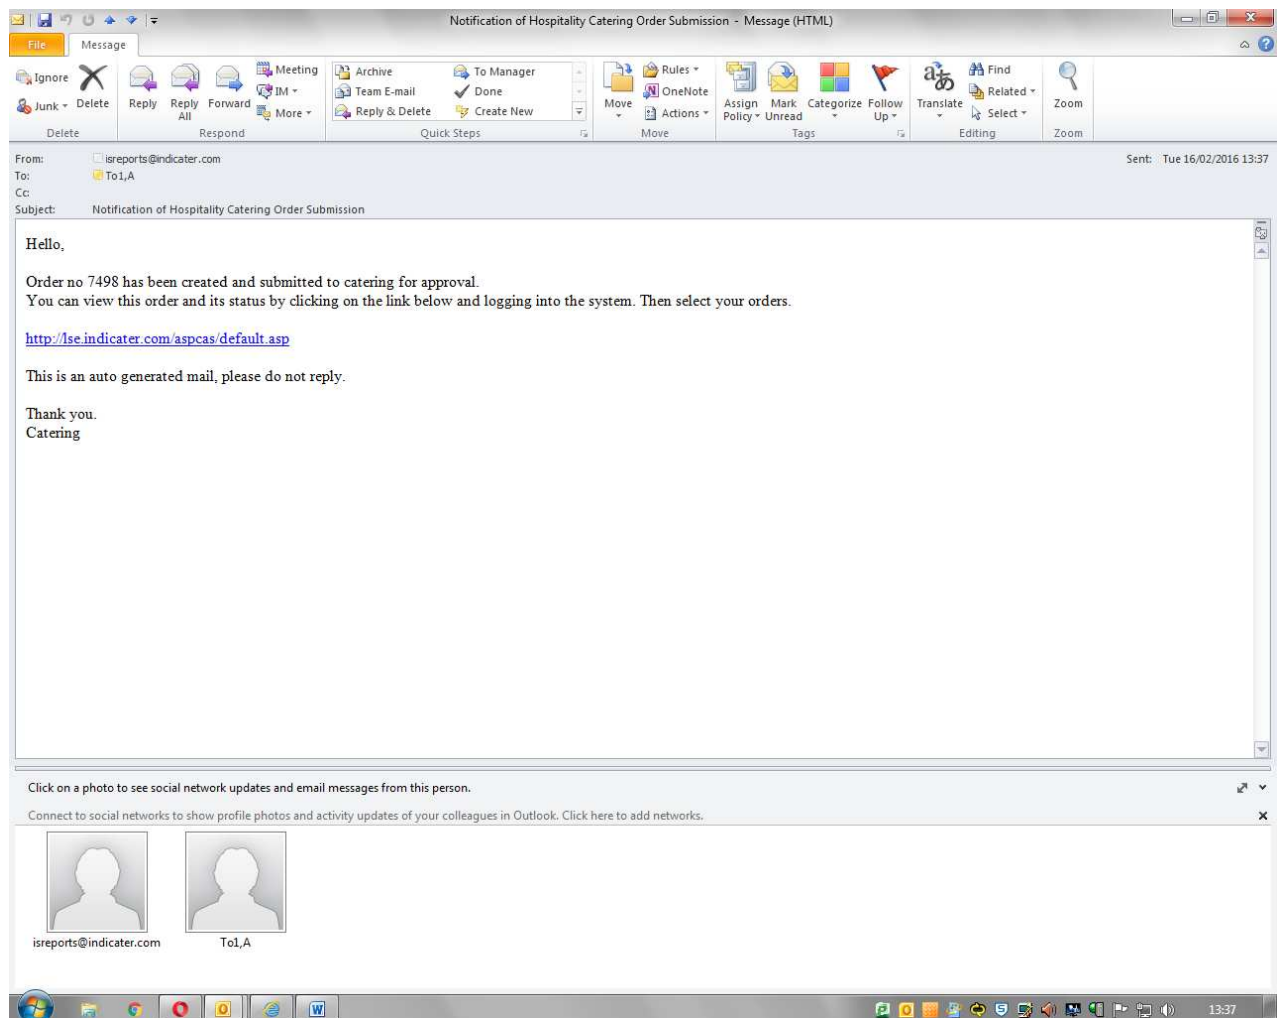 Notification of Hospitality Catering Order Submission - Message (HTML)
File Message
Ignore
Junk
Delete
Reply
Reply All
Forward
Meeting
IM
More
Archive
Team E-mail
Reply & Delete
To Manager
Done
Create New
Move
Rules
OneNote
Actions
Assign Policy
Mark Unread
Categorize
Follow Up
Translate
Find
Related
Select
Zoom
Delete Respond Quick Steps Move Tags Editing Zoom
From: isreports@indicater.com Sent: Tue 16/02/2016 13:37
To: To1,A
Cc:
Subject: Notification of Hospitality Catering Order Submission
Hello,
Order no 7498 has been created and submitted to catering for approval.
You can view this order and its status by clicking on the link below and logging into the system. Then select your orders.
http://lse.indicater.com/aspcas/default.asp
This is an auto generated mail, please do not reply.
Thank you.
Catering
Click on a photo to see social network updates and email messages from this person.
Connect to social networks to show profile photos and activity updates of your colleagues in Outlook. Click here to add networks.
isreports@indicater.com To1,A
13:37